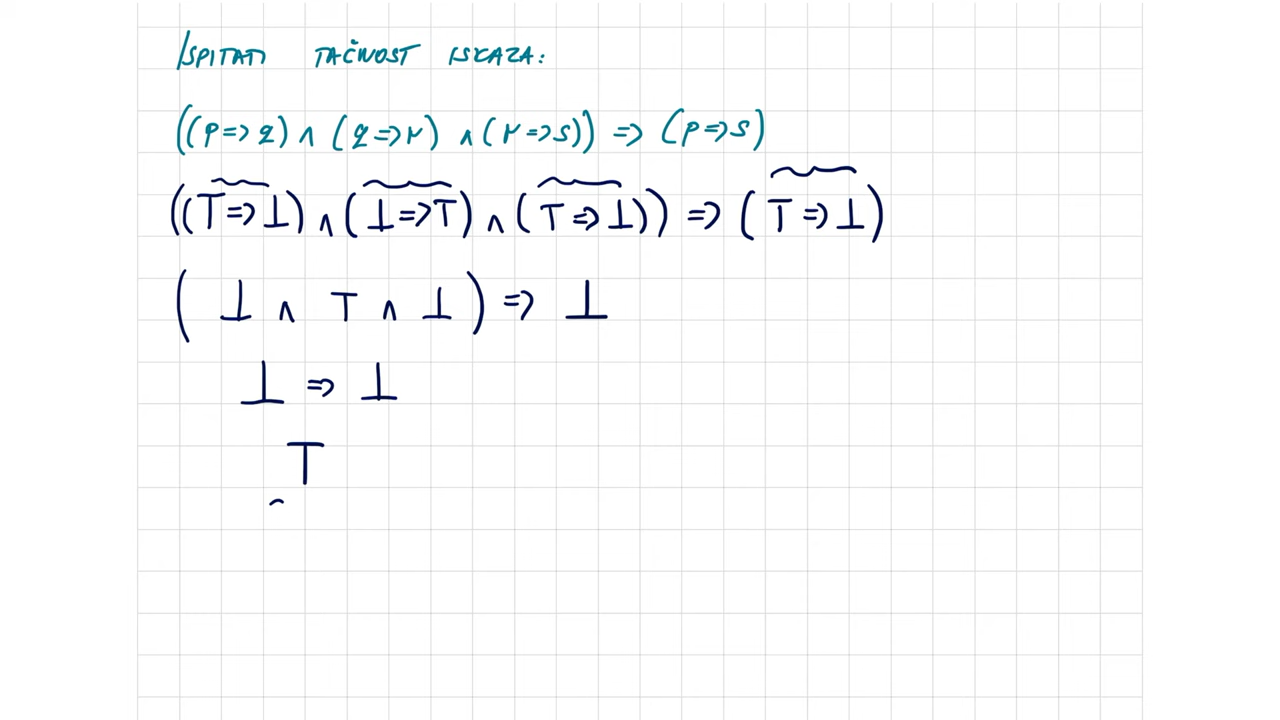 ISPITATI TAČNOST ISKAZA:
((p => q) ∧ (q => r) ∧ (r => s)) => (p => s)
((T => ⊥) ∧ (⊥ => T) ∧ (T => ⊥)) => (T => ⊥)
(⊥ ∧ T ∧ ⊥) => ⊥
⊥ => ⊥
T